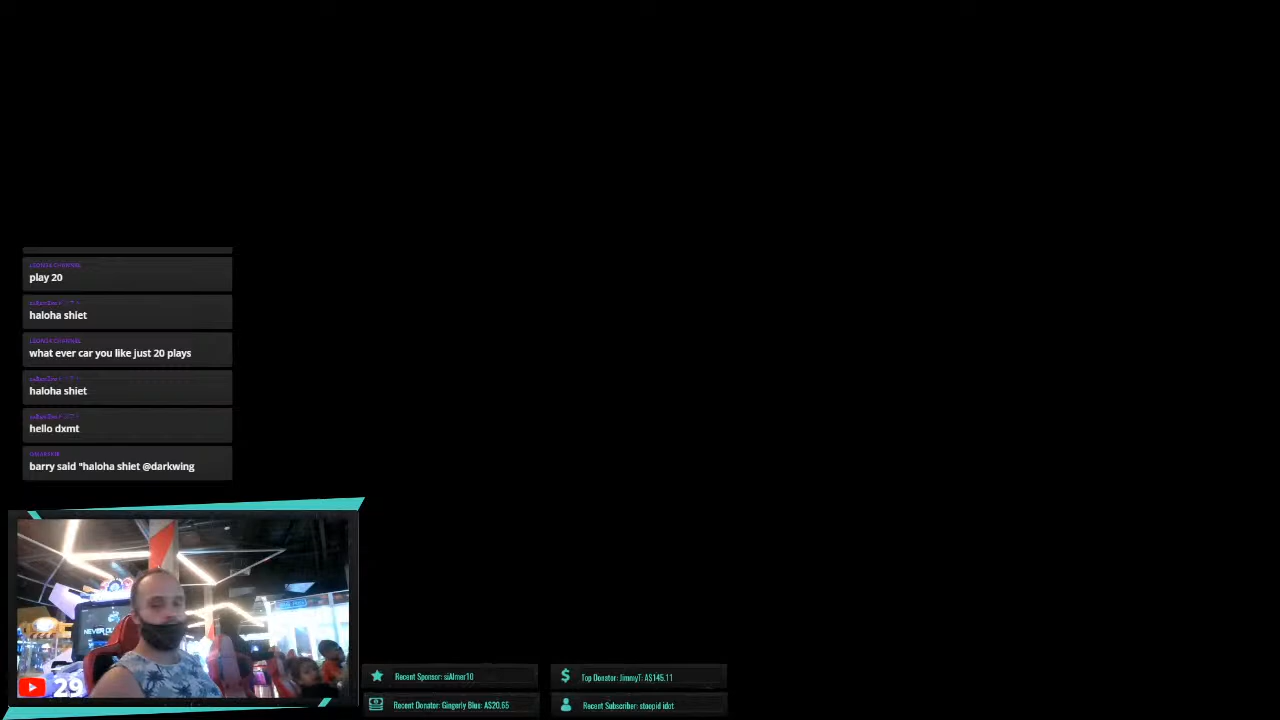 play 20
haloha shiet
what ever car you like just 20 plays
haloha shiet
hello dxmt
barry said "haloha shiet @darkwing
29
Recent Sponsor: siAlmer10
Top Donator: JimmyT: A$145.11
Recent Donator: Gingerly Blus: A$20.65
Recent Subscriber: stoopid idot